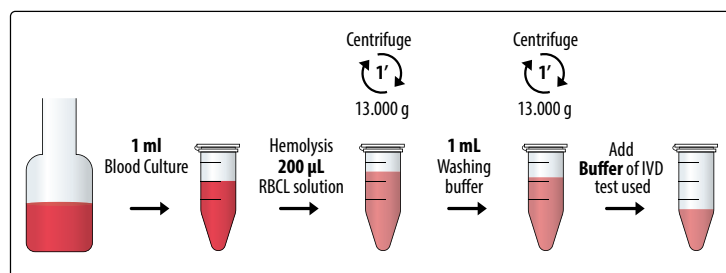 Centrifuge
1'
13.000 g
Centrifuge
1'
13.000 g
1 ml
Blood Culture
Hemolysis
200 µL
RBCL solution
1 mL
Washing
buffer
Add
Buffer of IVD
test used